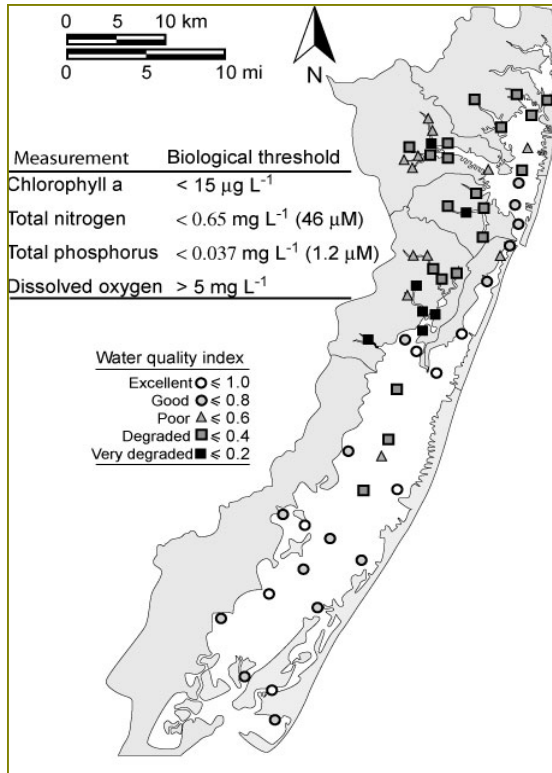 0 5 10 km
0 5 10 mi
N
Measurement Biological threshold
Chlorophyll a < 15 μg L⁻¹
Total nitrogen < 0.65 mg L⁻¹ (46 μM)
Total phosphorus < 0.037 mg L⁻¹ (1.2 μM)
Dissolved oxygen > 5 mg L⁻¹
Water quality index
Excellent ⩽ 1.0
Good ⩽ 0.8
Poor ⩽ 0.6
Degraded ⩽ 0.4
Very degraded ⩽ 0.2